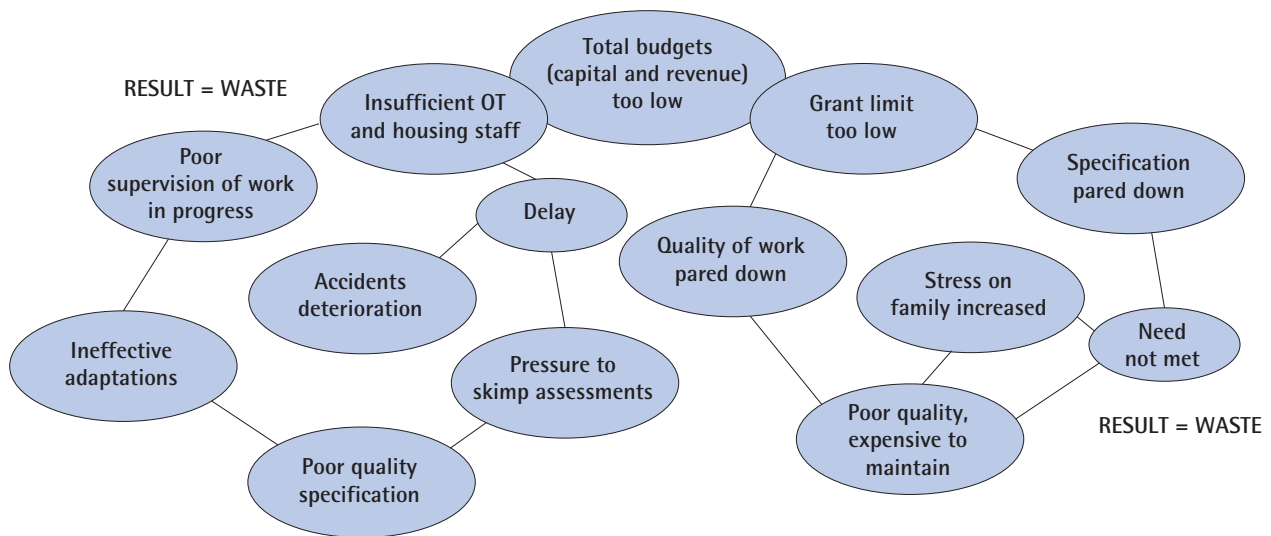 Total budgets
(capital and revenue)
too low
RESULT = WASTE
Insufficient OT
and housing staff
Grant limit
too low
Poor
supervision of work
in progress
Specification
pared down
Delay
Quality of work
pared down
Accidents
deterioration
Stress on
family increased
Ineffective
adaptations
Pressure to
skimp assessments
Need
not met
Poor quality,
expensive to
maintain
RESULT = WASTE
Poor quality
specification